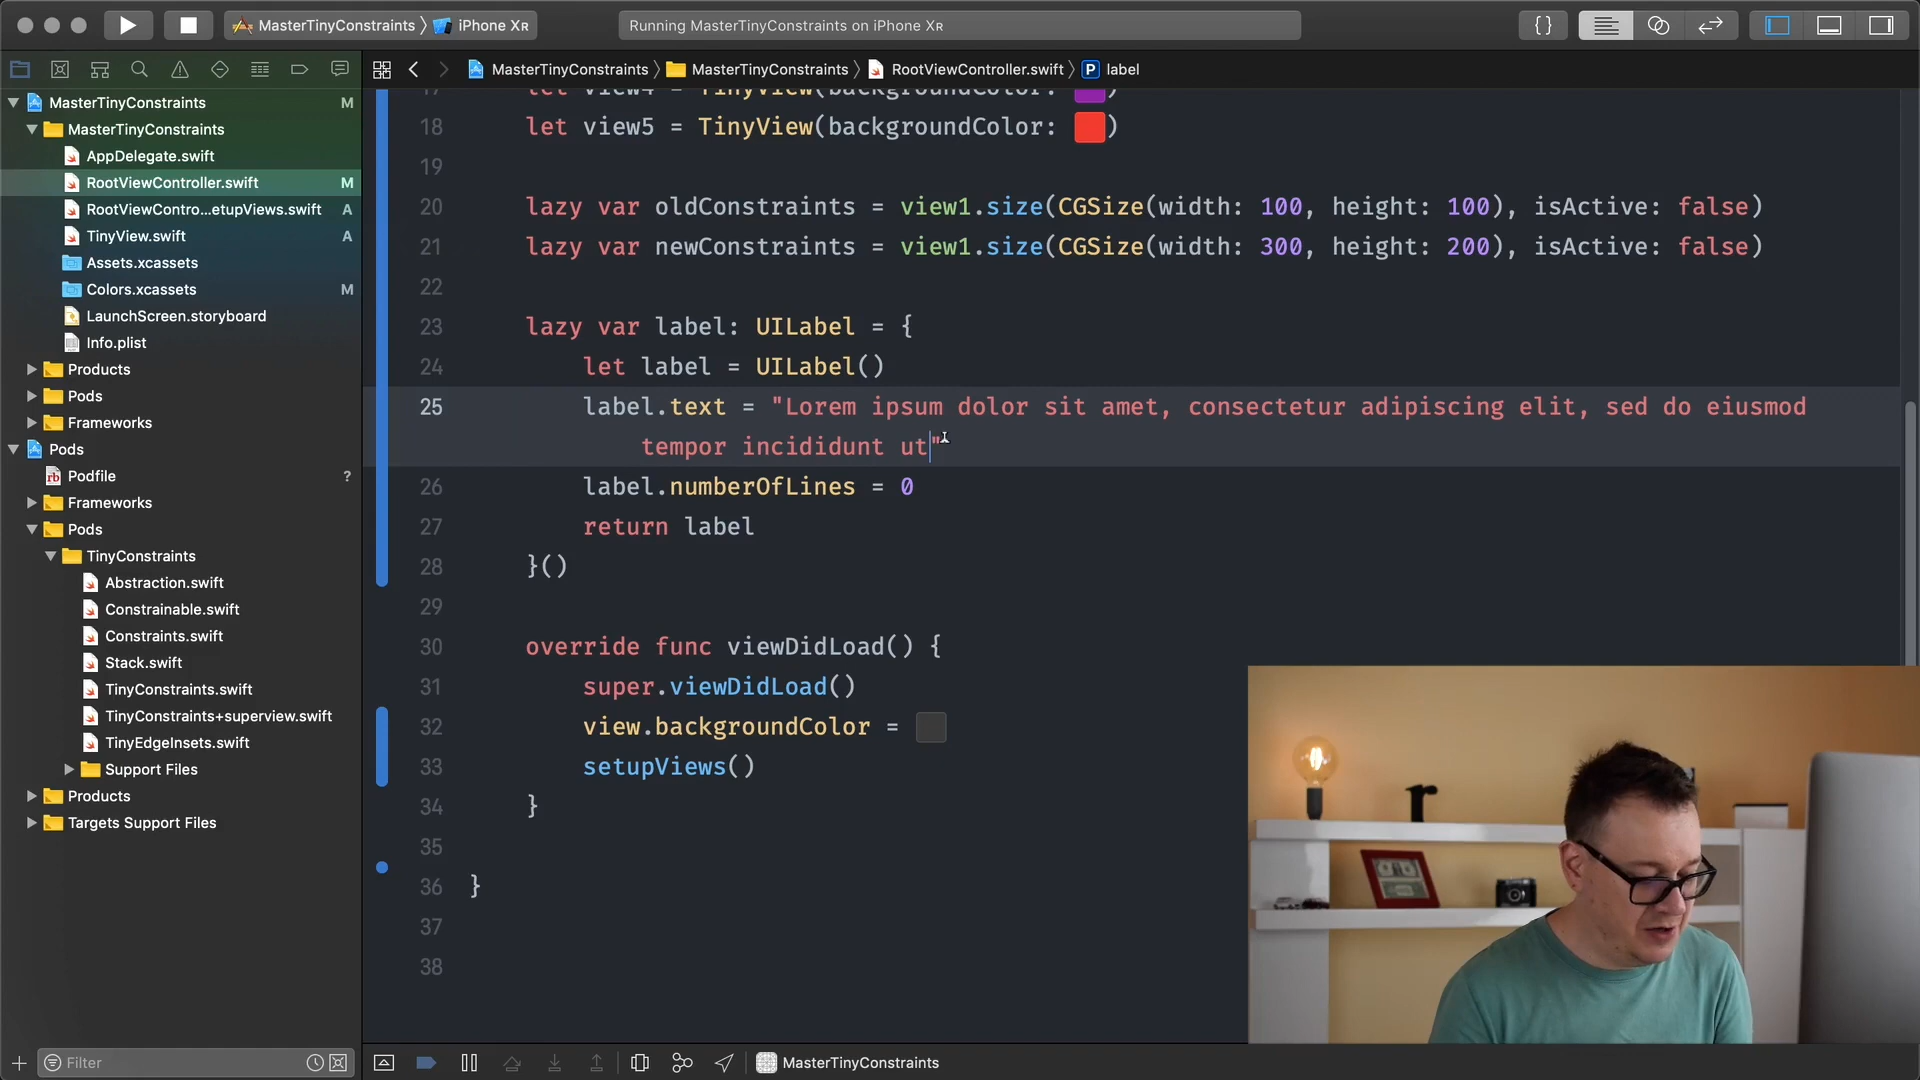 MasterTinyConstraints
iPhone XR
Running MasterTinyConstraints on iPhone XR
{}
MasterTinyConstraints
MasterTinyConstraints
RootViewController.swift
P label
MasterTinyConstraints M
MasterTinyConstraints
AppDelegate.swift
RootViewController.swift M
RootViewContro...etupViews.swift A
TinyView.swift A
Assets.xcassets
Colors.xcassets M
LaunchScreen.storyboard
Info.plist
Products
Pods
Frameworks
Pods
Podfile ?
Frameworks
Pods
TinyConstraints
Abstraction.swift
Constrainable.swift
Constraints.swift
Stack.swift
TinyConstraints.swift
TinyConstraints+superview.swift
TinyEdgeInsets.swift
Support Files
Products
Targets Support Files
Filter
17 let view4 = TinyView(backgroundColor: )
18 let view5 = TinyView(backgroundColor: )
19
20 lazy var oldConstraints = view1.size(CGSize(width: 100, height: 100), isActive: false)
21 lazy var newConstraints = view1.size(CGSize(width: 300, height: 200), isActive: false)
22
23 lazy var label: UILabel = {
24 let label = UILabel()
25 label.text = "Lorem ipsum dolor sit amet, consectetur adipiscing elit, sed do eiusmod
tempor incididunt ut"
26 label.numberOfLines = 0
27 return label
28 }()
29
30 override func viewDidLoad() {
31 super.viewDidLoad()
32 view.backgroundColor =
33 setupViews()
34 }
35
36 }
37
38
MasterTinyConstraints